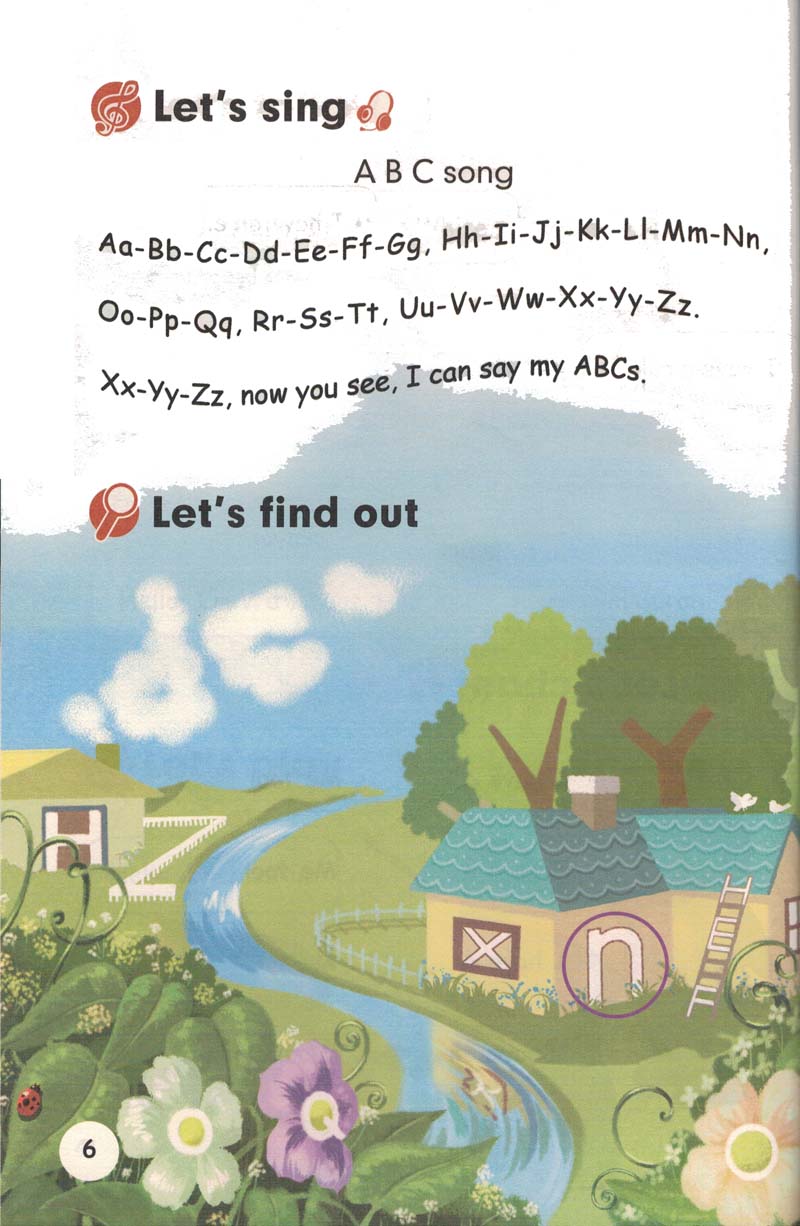 Let's sing
A B C song
Aa-Bb-Cc-Dd-Ee-Ff-Gg, Hh-Ii-Jj-Kk-Ll-Mm-Nn,
Oo-Pp-Qq, Rr-Ss-Tt, Uu-Vv-Ww-Xx-Yy-Zz.
Xx-Yy-Zz, now you see, I can say my ABCs.
Let's find out
d c
V Y
H Z
x n
Q
6